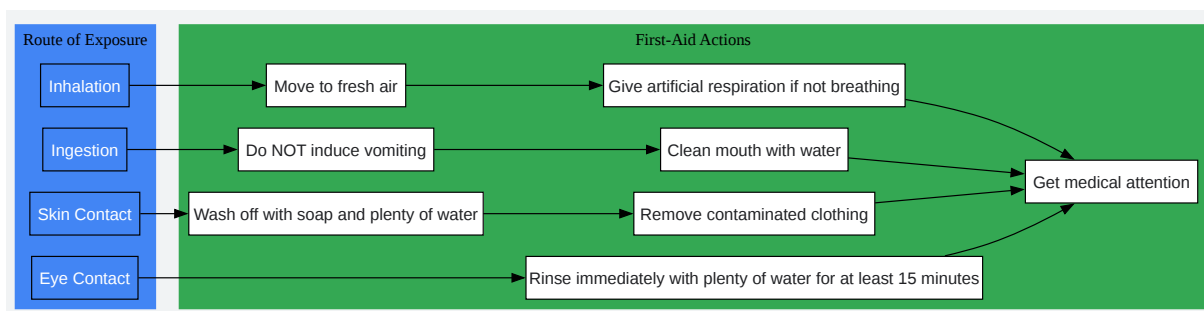 Route of Exposure
First-Aid Actions
Inhalation
Move to fresh air
Give artificial respiration if not breathing
Ingestion
Do NOT induce vomiting
Clean mouth with water
Get medical attention
Skin Contact
Wash off with soap and plenty of water
Remove contaminated clothing
Eye Contact
Rinse immediately with plenty of water for at least 15 minutes